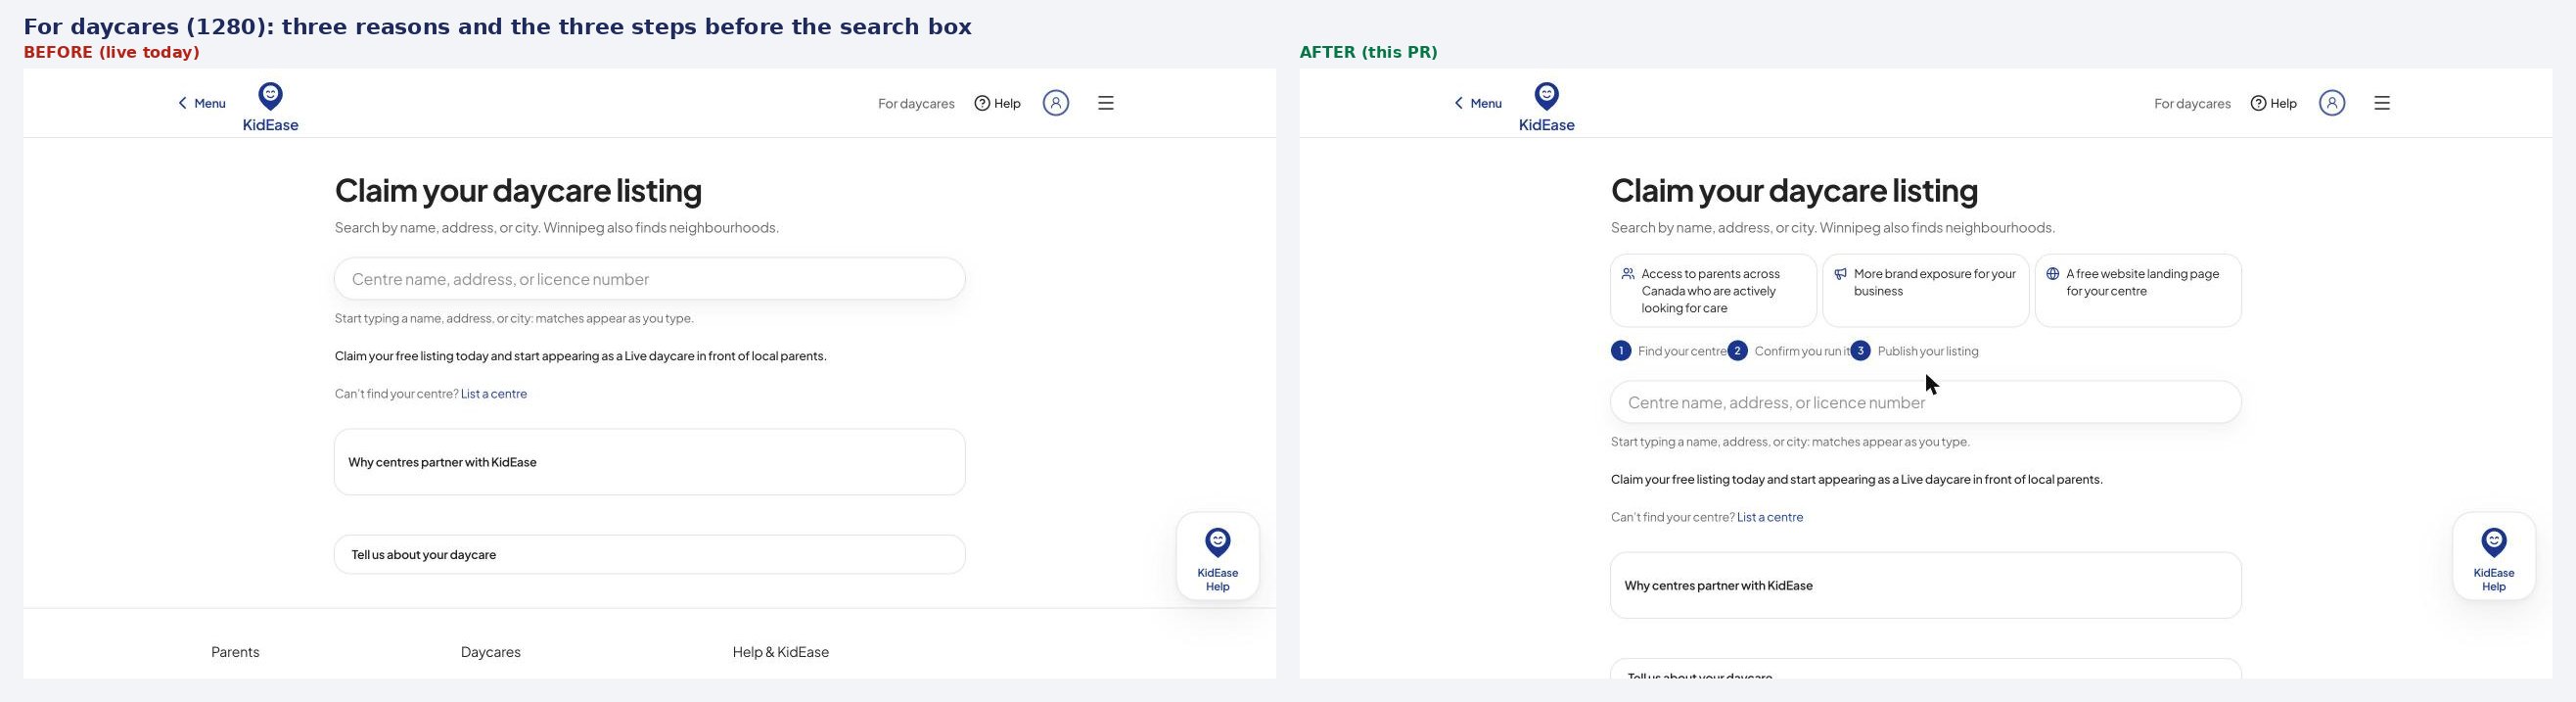 For daycares (1280): three reasons and the three steps before the search box
BEFORE (live today)
Menu
KidEase
For daycares
Help
Claim your daycare listing
Search by name, address, or city. Winnipeg also finds neighbourhoods.
Centre name, address, or licence number
Start typing a name, address, or city: matches appear as you type.
Claim your free listing today and start appearing as a Live daycare in front of local parents.
Can't find your centre? List a centre
Why centres partner with KidEase
Tell us about your daycare
KidEase
Help
Parents
Daycares
Help & KidEase
AFTER (this PR)
Menu
KidEase
For daycares
Help
Claim your daycare listing
Search by name, address, or city. Winnipeg also finds neighbourhoods.
Access to parents across
Canada who are actively
looking for care
More brand exposure for your
business
A free website landing page
for your centre
1 Find your centre 2 Confirm you run it 3 Publish your listing
Centre name, address, or licence number
Start typing a name, address, or city: matches appear as you type.
Claim your free listing today and start appearing as a Live daycare in front of local parents.
Can't find your centre? List a centre
Why centres partner with KidEase
Tell us about your daycare
KidEase
Help